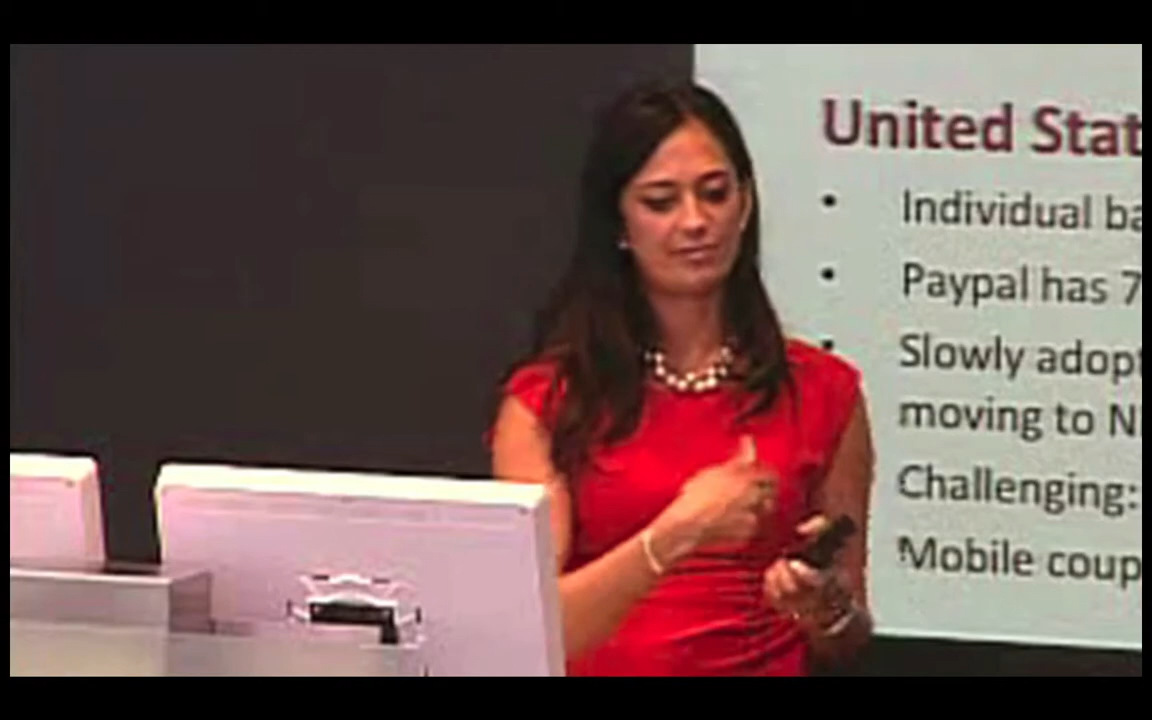 United Stat
• Individual ba
• Paypal has 7
• Slowly adopt
moving to N
Challenging:
Mobile coup